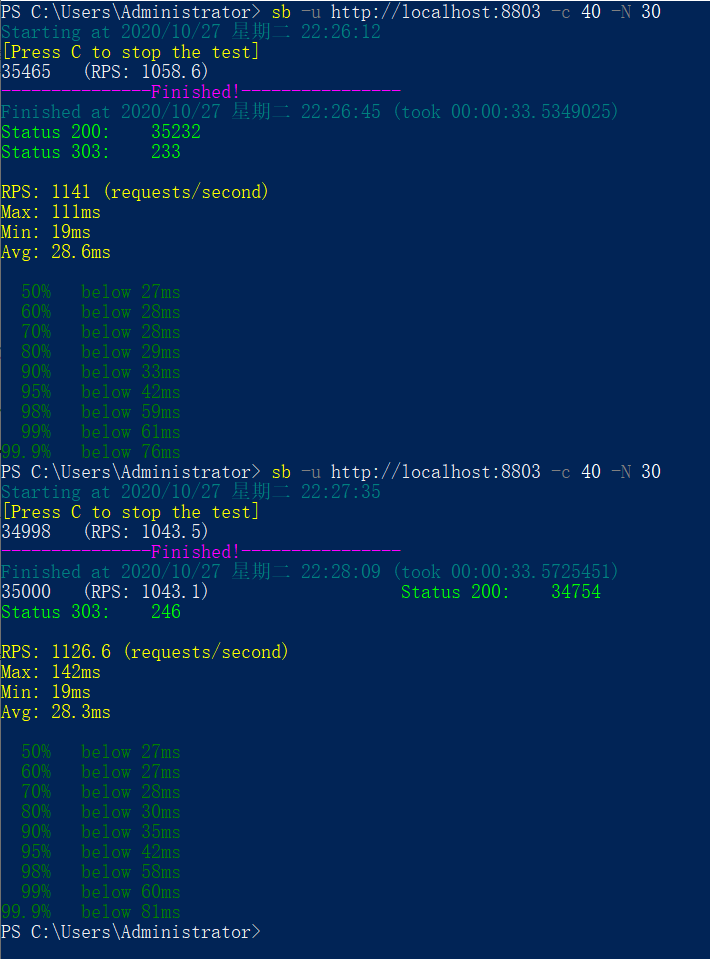 PS C:\Users\Administrator> sb -u http://localhost:8803 -c 40 -N 30
Starting at 2020/10/27 星期二 22:26:12
[Press C to stop the test]
35465   (RPS: 1058.6)
---------------Finished!----------------
Finished at 2020/10/27 星期二 22:26:45 (took 00:00:33.5349025)
Status 200:    35232
Status 303:    233

RPS: 1141 (requests/second)
Max: 111ms
Min: 19ms
Avg: 28.6ms

  50%   below 27ms
  60%   below 28ms
  70%   below 28ms
  80%   below 29ms
  90%   below 33ms
  95%   below 42ms
  98%   below 59ms
  99%   below 61ms
99.9%   below 76ms
PS C:\Users\Administrator> sb -u http://localhost:8803 -c 40 -N 30
Starting at 2020/10/27 星期二 22:27:35
[Press C to stop the test]
34998   (RPS: 1043.5)
---------------Finished!----------------
Finished at 2020/10/27 星期二 22:28:09 (took 00:00:33.5725451)
35000   (RPS: 1043.1)                   Status 200:    34754
Status 303:    246

RPS: 1126.6 (requests/second)
Max: 142ms
Min: 19ms
Avg: 28.3ms

  50%   below 27ms
  60%   below 27ms
  70%   below 28ms
  80%   below 30ms
  90%   below 35ms
  95%   below 42ms
  98%   below 58ms
  99%   below 60ms
99.9%   below 81ms
PS C:\Users\Administrator>